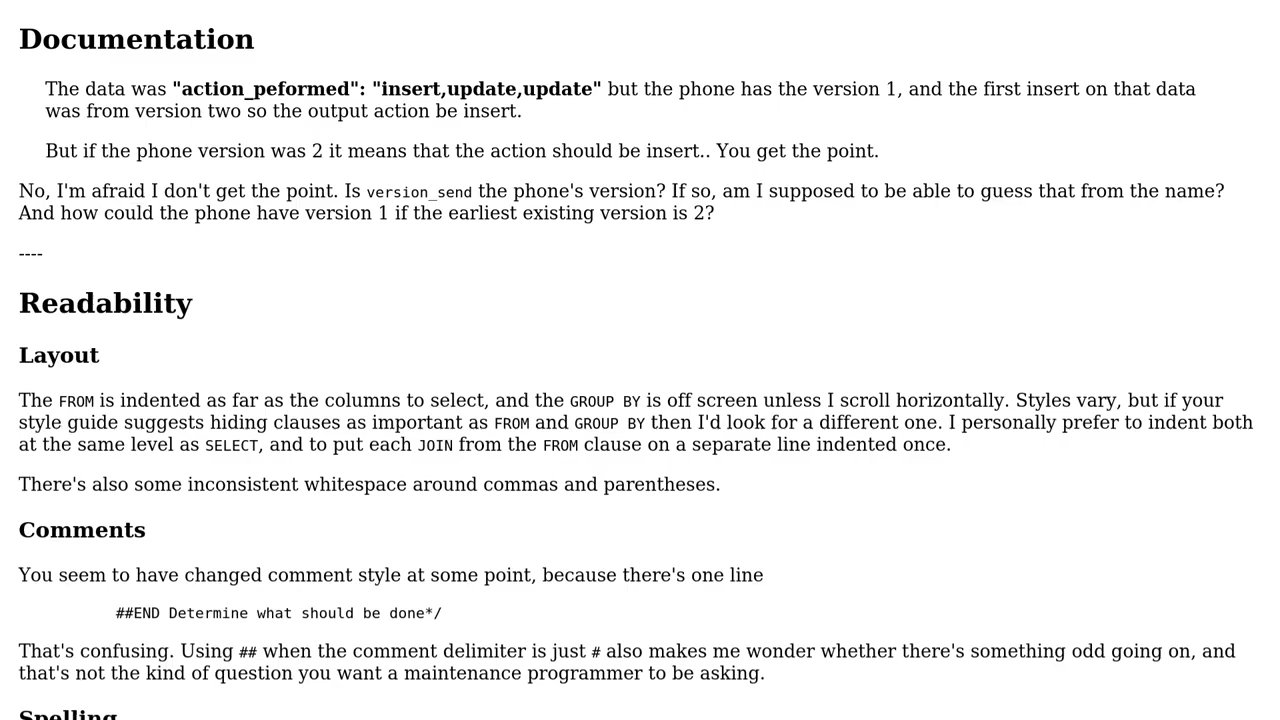 Documentation
The data was "action_peformed": "insert,update,update" but the phone has the version 1, and the first insert on that data
was from version two so the output action be insert.
But if the phone version was 2 it means that the action should be insert.. You get the point.
No, I'm afraid I don't get the point. Is version_send the phone's version? If so, am I supposed to be able to guess that from the name?
And how could the phone have version 1 if the earliest existing version is 2?
----
Readability
Layout
The FROM is indented as far as the columns to select, and the GROUP BY is off screen unless I scroll horizontally. Styles vary, but if your
style guide suggests hiding clauses as important as FROM and GROUP BY then I'd look for a different one. I personally prefer to indent both
at the same level as SELECT, and to put each JOIN from the FROM clause on a separate line indented once.
There's also some inconsistent whitespace around commas and parentheses.
Comments
You seem to have changed comment style at some point, because there's one line
##END Determine what should be done*/
That's confusing. Using ## when the comment delimiter is just # also makes me wonder whether there's something odd going on, and
that's not the kind of question you want a maintenance programmer to be asking.
Spelling